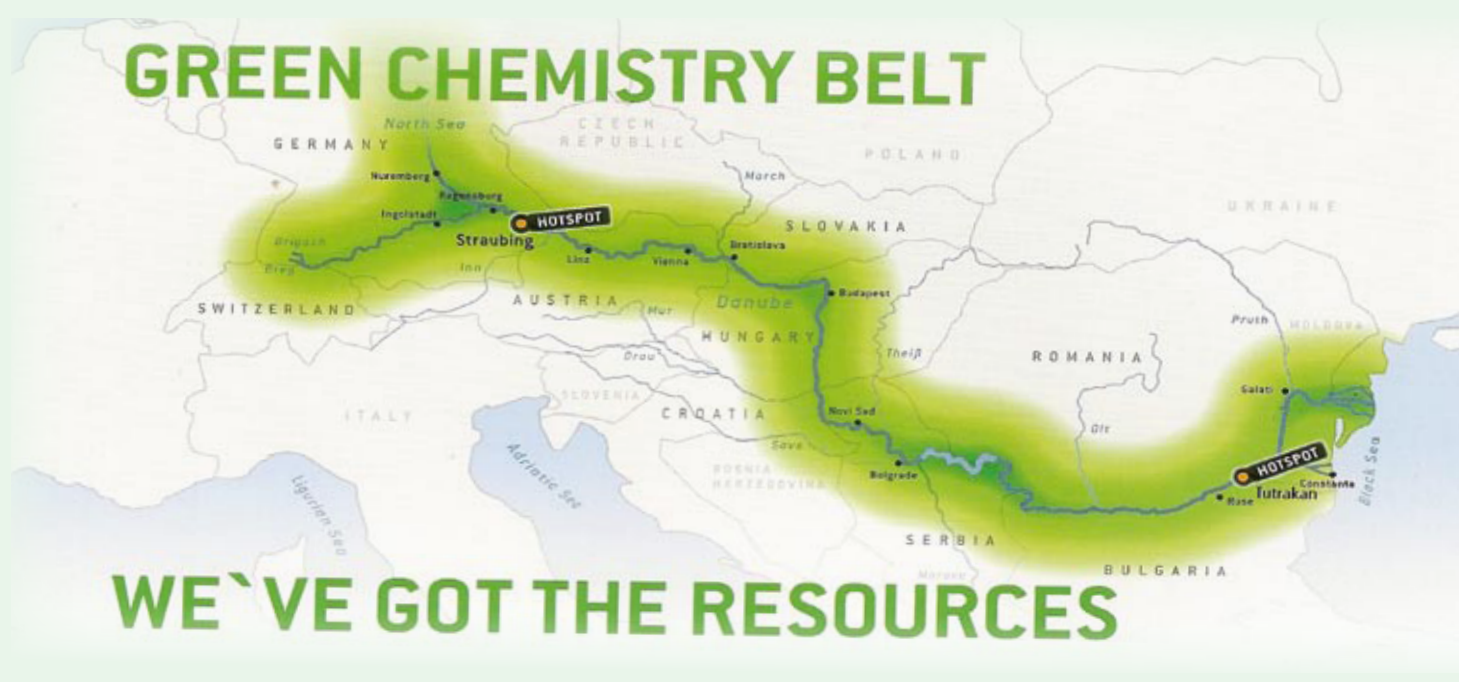 GREEN CHEMISTRY BELT
North Sea
CZECH
REPUBLIC
GERMANY
POLAND
Nuremberg
March
Regensburg
UKRAINE
Ingolstadt
HOTSPOT
SLOVAKIA
Straubing
Brigach
Breg
Linz
Vienna
Bratislava
Inn
SWITZERLAND
AUSTRIA
Mur
Danube
Budapest
HUNGARY
Pruth
MOLDOVA
Drau
Theiß
ROMANIA
SLOVENIA
Galati
ITALY
CROATIA
Novi Sad
Olt
Save
Adriatic Sea
BOSNIA
HERZEGOVINA
Belgrade
HOTSPOT
Tutrakan
Ruse
Constanta
Black Sea
Ligurian Sea
SERBIA
BULGARIA
Morava
WE`VE GOT THE RESOURCES